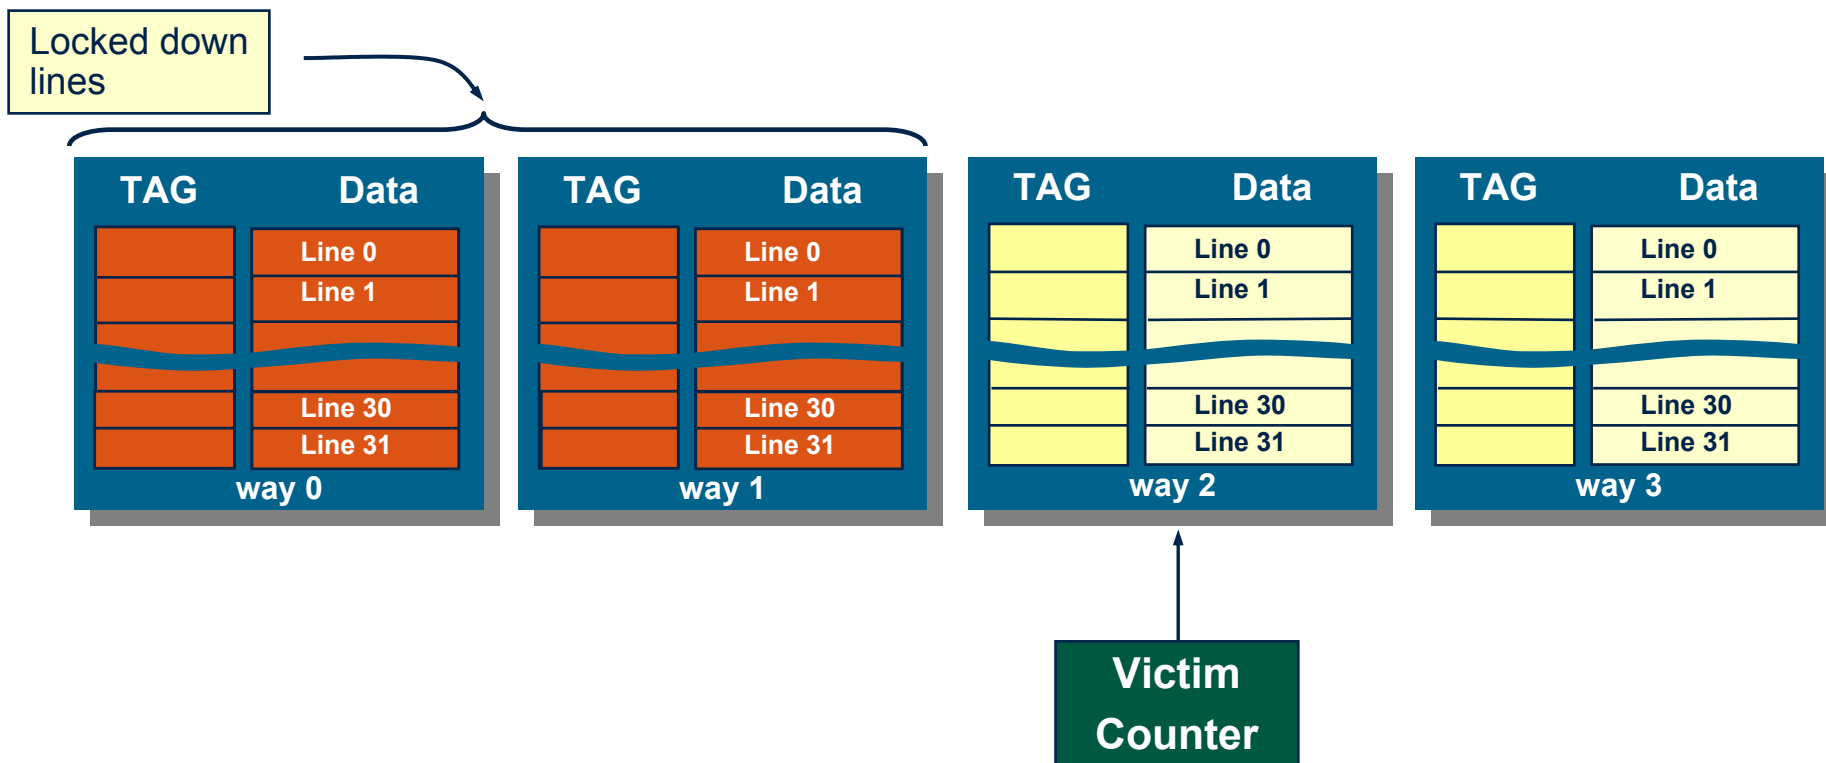 Locked down
lines
TAG Data
Line 0
Line 1
Line 30
Line 31
way 0
TAG Data
Line 0
Line 1
Line 30
Line 31
way 1
TAG Data
Line 0
Line 1
Line 30
Line 31
way 2
TAG Data
Line 0
Line 1
Line 30
Line 31
way 3
Victim
Counter